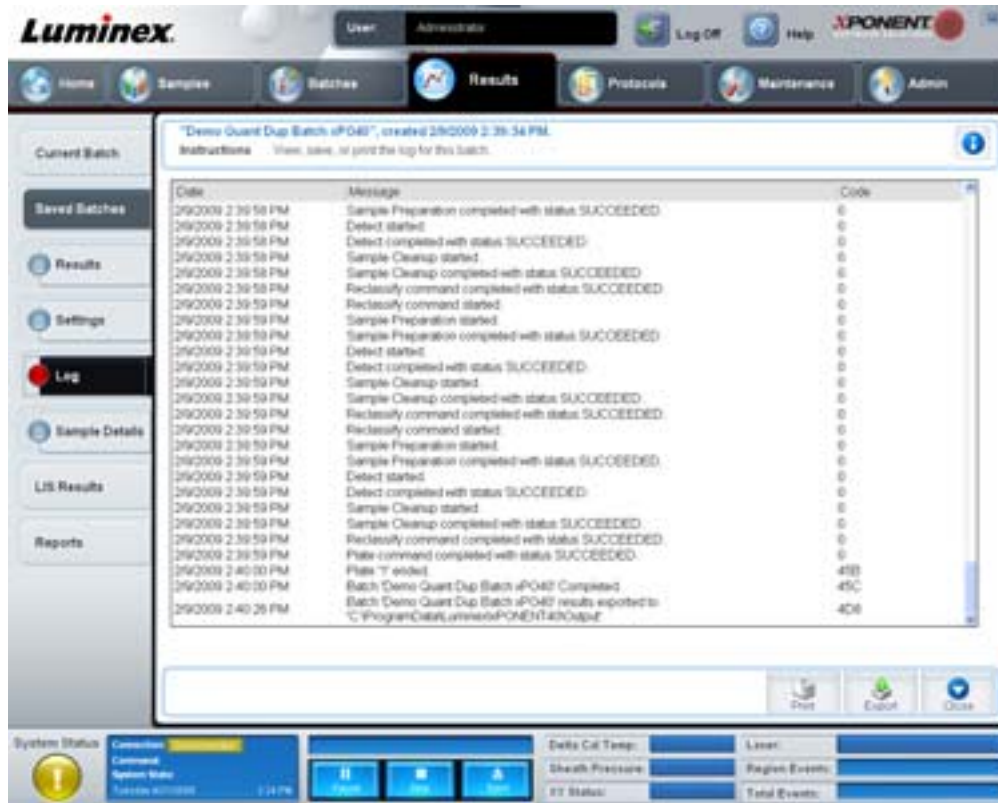 Luminex.
User: Administrator
Log Off
Help
XPONENT
Home
Samples
Batches
Results
Protocols
Maintenance
Admin
Current Batch
Saved Batches
Results
Settings
Log
Sample Details
LIS Results
Reports
"Demo Quant Dup Batch xPO40", created 2/9/2009 2:39:34 PM.
Instructions View, save, or print the log for this batch.
Date Message Code
2/9/2009 2:39:58 PM Sample Preparation completed with status SUCCEEDED. 0
2/9/2009 2:39:58 PM Detect started. 0
2/9/2009 2:39:58 PM Detect completed with status SUCCEEDED. 0
2/9/2009 2:39:58 PM Sample Cleanup started. 0
2/9/2009 2:39:58 PM Sample Cleanup completed with status SUCCEEDED. 0
2/9/2009 2:39:58 PM Reclassify command completed with status SUCCEEDED. 0
2/9/2009 2:39:59 PM Reclassify command started. 0
2/9/2009 2:39:59 PM Sample Preparation started. 0
2/9/2009 2:39:59 PM Sample Preparation completed with status SUCCEEDED. 0
2/9/2009 2:39:59 PM Detect started. 0
2/9/2009 2:39:59 PM Detect completed with status SUCCEEDED. 0
2/9/2009 2:39:59 PM Sample Cleanup started. 0
2/9/2009 2:39:59 PM Sample Cleanup completed with status SUCCEEDED. 0
2/9/2009 2:39:59 PM Reclassify command completed with status SUCCEEDED. 0
2/9/2009 2:39:59 PM Reclassify command started. 0
2/9/2009 2:39:59 PM Sample Preparation started. 0
2/9/2009 2:39:59 PM Sample Preparation completed with status SUCCEEDED. 0
2/9/2009 2:39:59 PM Detect started. 0
2/9/2009 2:39:59 PM Detect completed with status SUCCEEDED. 0
2/9/2009 2:39:59 PM Sample Cleanup started. 0
2/9/2009 2:39:59 PM Sample Cleanup completed with status SUCCEEDED. 0
2/9/2009 2:39:59 PM Reclassify command completed with status SUCCEEDED. 0
2/9/2009 2:39:59 PM Plate command completed with status SUCCEEDED. 0
2/9/2009 2:40:00 PM Plate '1' ended. 45B
2/9/2009 2:40:00 PM Batch 'Demo Quant Dup Batch xPO40' Completed. 45C
2/9/2009 2:40:26 PM Batch 'Demo Quant Dup Batch xPO40' results exported to 4D8
'C:\ProgramData\Luminex\xPONENT40\Output'.
Print
Export
Close
System Status
Connection:
Command:
System State:
Pause
Stop
Eject
Delta Cal Temp:
Sheath Pressure:
XY Status:
Laser:
Region Events:
Total Events: